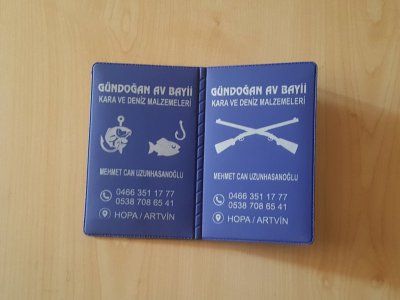 GÜNDOĞAN AV BAYİİ
KARA VE DENİZ MALZEMELERİ
MEHMET CAN UZUNHASANOĞLU
0466 351 17 77
0538 708 65 41
HOPA / ARTVİN
GÜNDOĞAN AV BAYİİ
KARA VE DENİZ MALZEMELERİ
MEHMET CAN UZUNHASANOĞLU
0466 351 17 77
0538 708 65 41
HOPA / ARTVİN